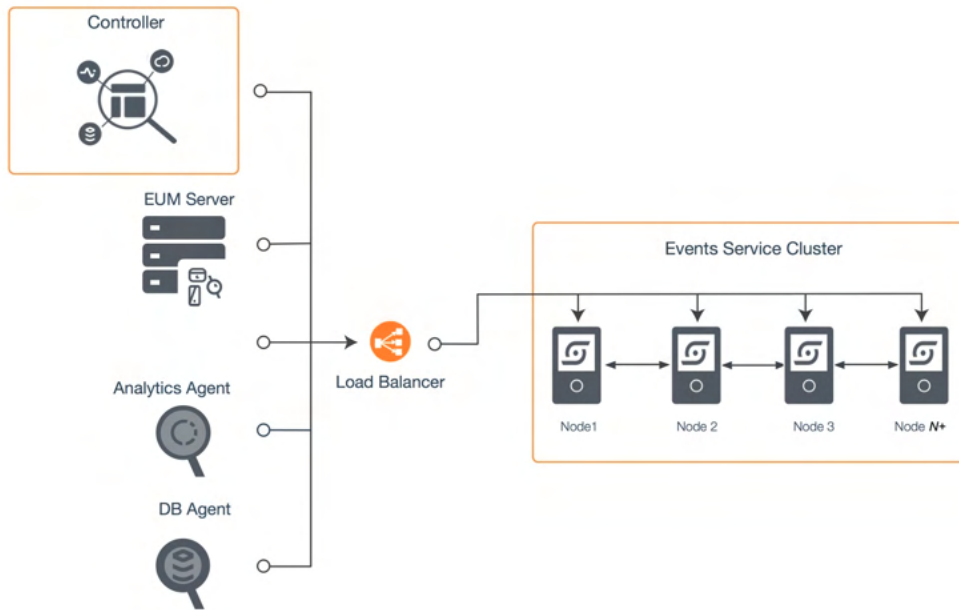 Controller
EUM Server
Events Service Cluster
Load Balancer
Analytics Agent
Node1
Node 2
Node 3
Node N+
DB Agent